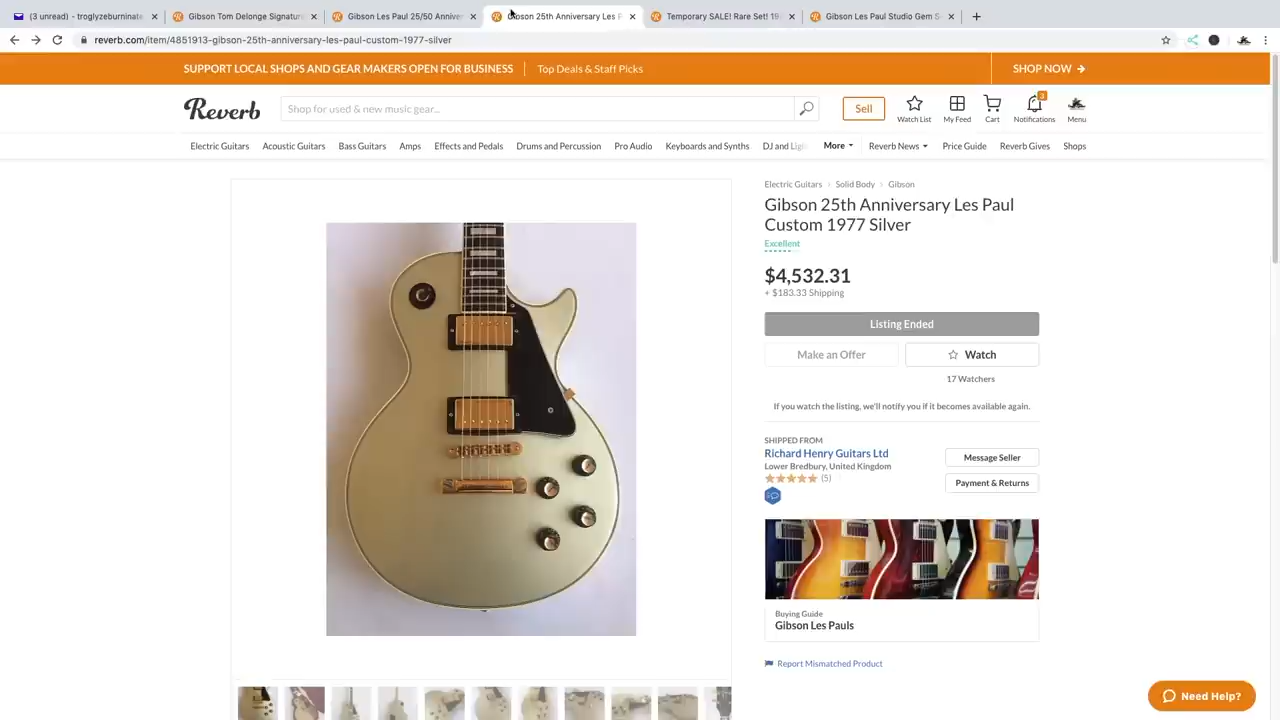 (3 unread) - troglyzeburninate
Gibson Tom Delonge Signatur
Gibson Les Paul 25/50 Anniver
Gibson 25th Anniversary Les P
Temporary SALE! Rare Set! 19
Gibson Les Paul Studio Gem S
reverb.com/item/4851913-gibson-25th-anniversary-les-paul-custom-1977-silver
SUPPORT LOCAL SHOPS AND GEAR MAKERS OPEN FOR BUSINESS
Top Deals & Staff Picks
SHOP NOW
Reverb
Shop for used & new music gear...
Sell
Watch List
My Feed
Cart
Notifications
Menu
Electric Guitars
Acoustic Guitars
Bass Guitars
Amps
Effects and Pedals
Drums and Percussion
Pro Audio
Keyboards and Synths
DJ and Ligh
More
Reverb News
Price Guide
Reverb Gives
Shops
Electric Guitars
Solid Body
Gibson
Gibson 25th Anniversary Les Paul
Custom 1977 Silver
Excellent
$4,532.31
+ $183.33 Shipping
Listing Ended
Make an Offer
Watch
17 Watchers
If you watch the listing, we'll notify you if it becomes available again.
SHIPPED FROM
Richard Henry Guitars Ltd
Lower Bredbury, United Kingdom
(5)
Message Seller
Payment & Returns
Buying Guide
Gibson Les Pauls
Report Mismatched Product
Need Help?